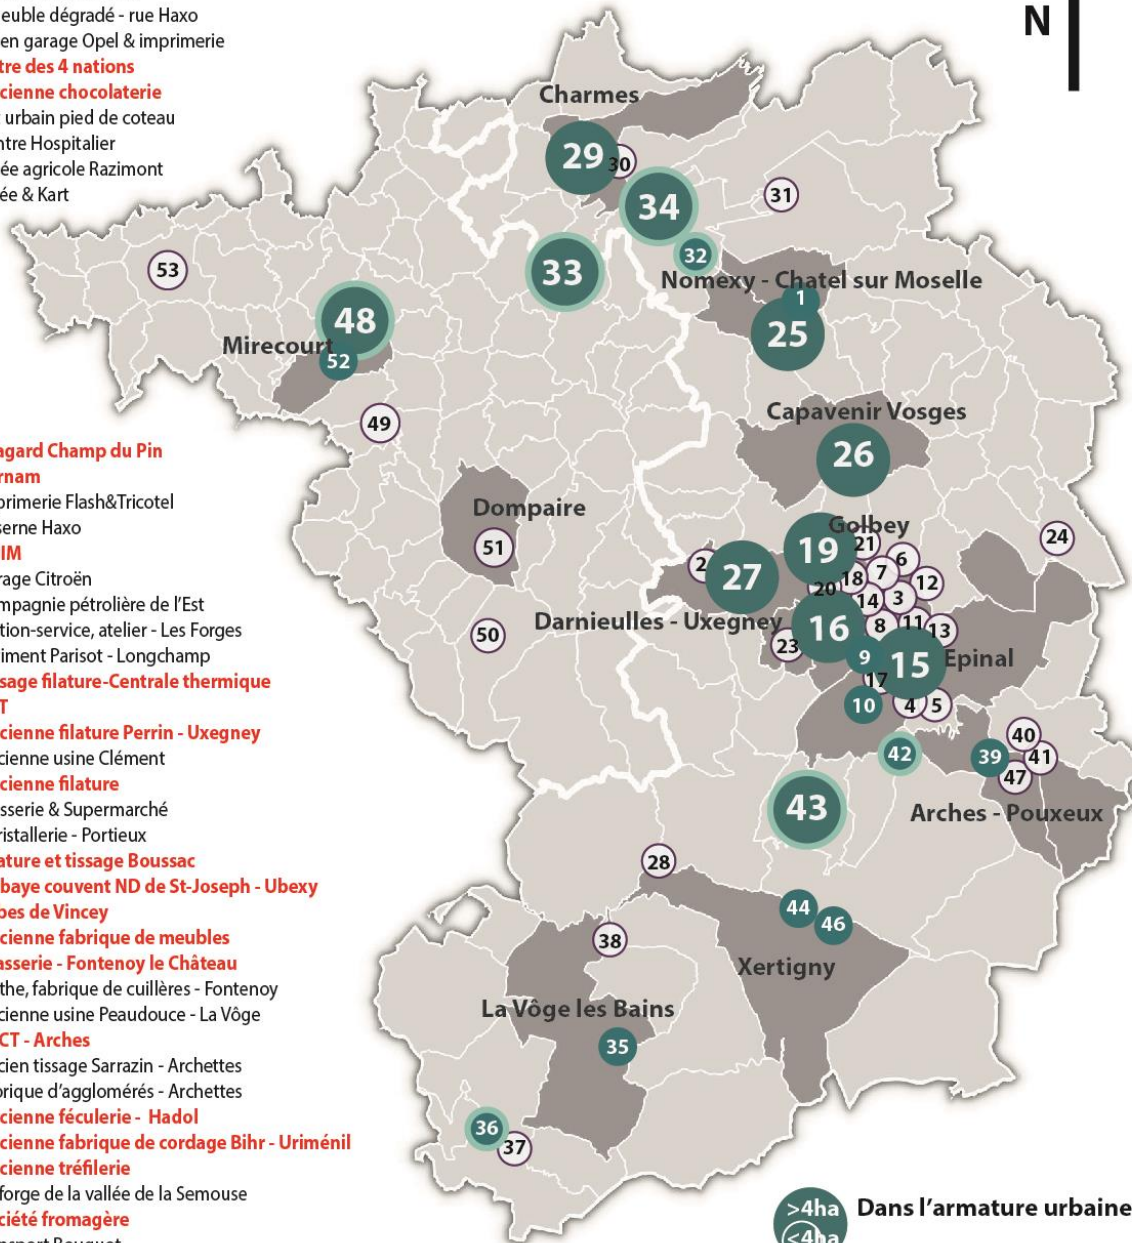 euble dégradé - rue Haxo
en garage Opel & imprimerie
tre des 4 nations
cienne chocolaterie
urbain pied de coteau
ntre Hospitalier
ée agricole Razimont
ée & Kart
agard Champ du Pin
rnam
primerie Flash&Tricotel
serne Haxo
IM
rage Citroën
mpagnie pétrolière de l’Est
tion-service, atelier - Les Forges
iment Parisot - Longchamp
sage filature-Centrale thermique
T
cienne filature Perrin - Uxegney
cienne usine Clément
cienne filature
sserie & Supermarché
ristallerie - Portieux
ature et tissage Boussac
baye couvent ND de St-Joseph - Ubexy
bes de Vincey
cienne fabrique de meubles
asserie - Fontenoy le Château
the, fabrique de cuillères - Fontenoy
cienne usine Peaudouce - La Vôge
CT - Arches
cien tissage Sarrazin - Archettes
brique d’agglomérés - Archettes
cienne féculerie - Hadol
cienne fabrique de cordage Bihr - Uriménil
cienne tréfilerie
forge de la vallée de la Semouse
ciété fromagère
N
Charmes
29
30
34
31
32
33
53
Nomexy - Chatel sur Moselle
1
25
48
Mirecourt
52
49
Capavenir Vosges
26
Dompaire
51
Golbey
19
21
24
2
27
6
7
18
20
12
14
3
50
Darnieulles - Uxegney
16
8
11
13
23
9
15
Epinal
17
10
4
5
42
39
40
41
47
43
Arches - Pouxeux
28
44
46
38
Xertigny
La Vôge les Bains
35
36
37
>4ha
Dans l’armature urbaine
<4ha